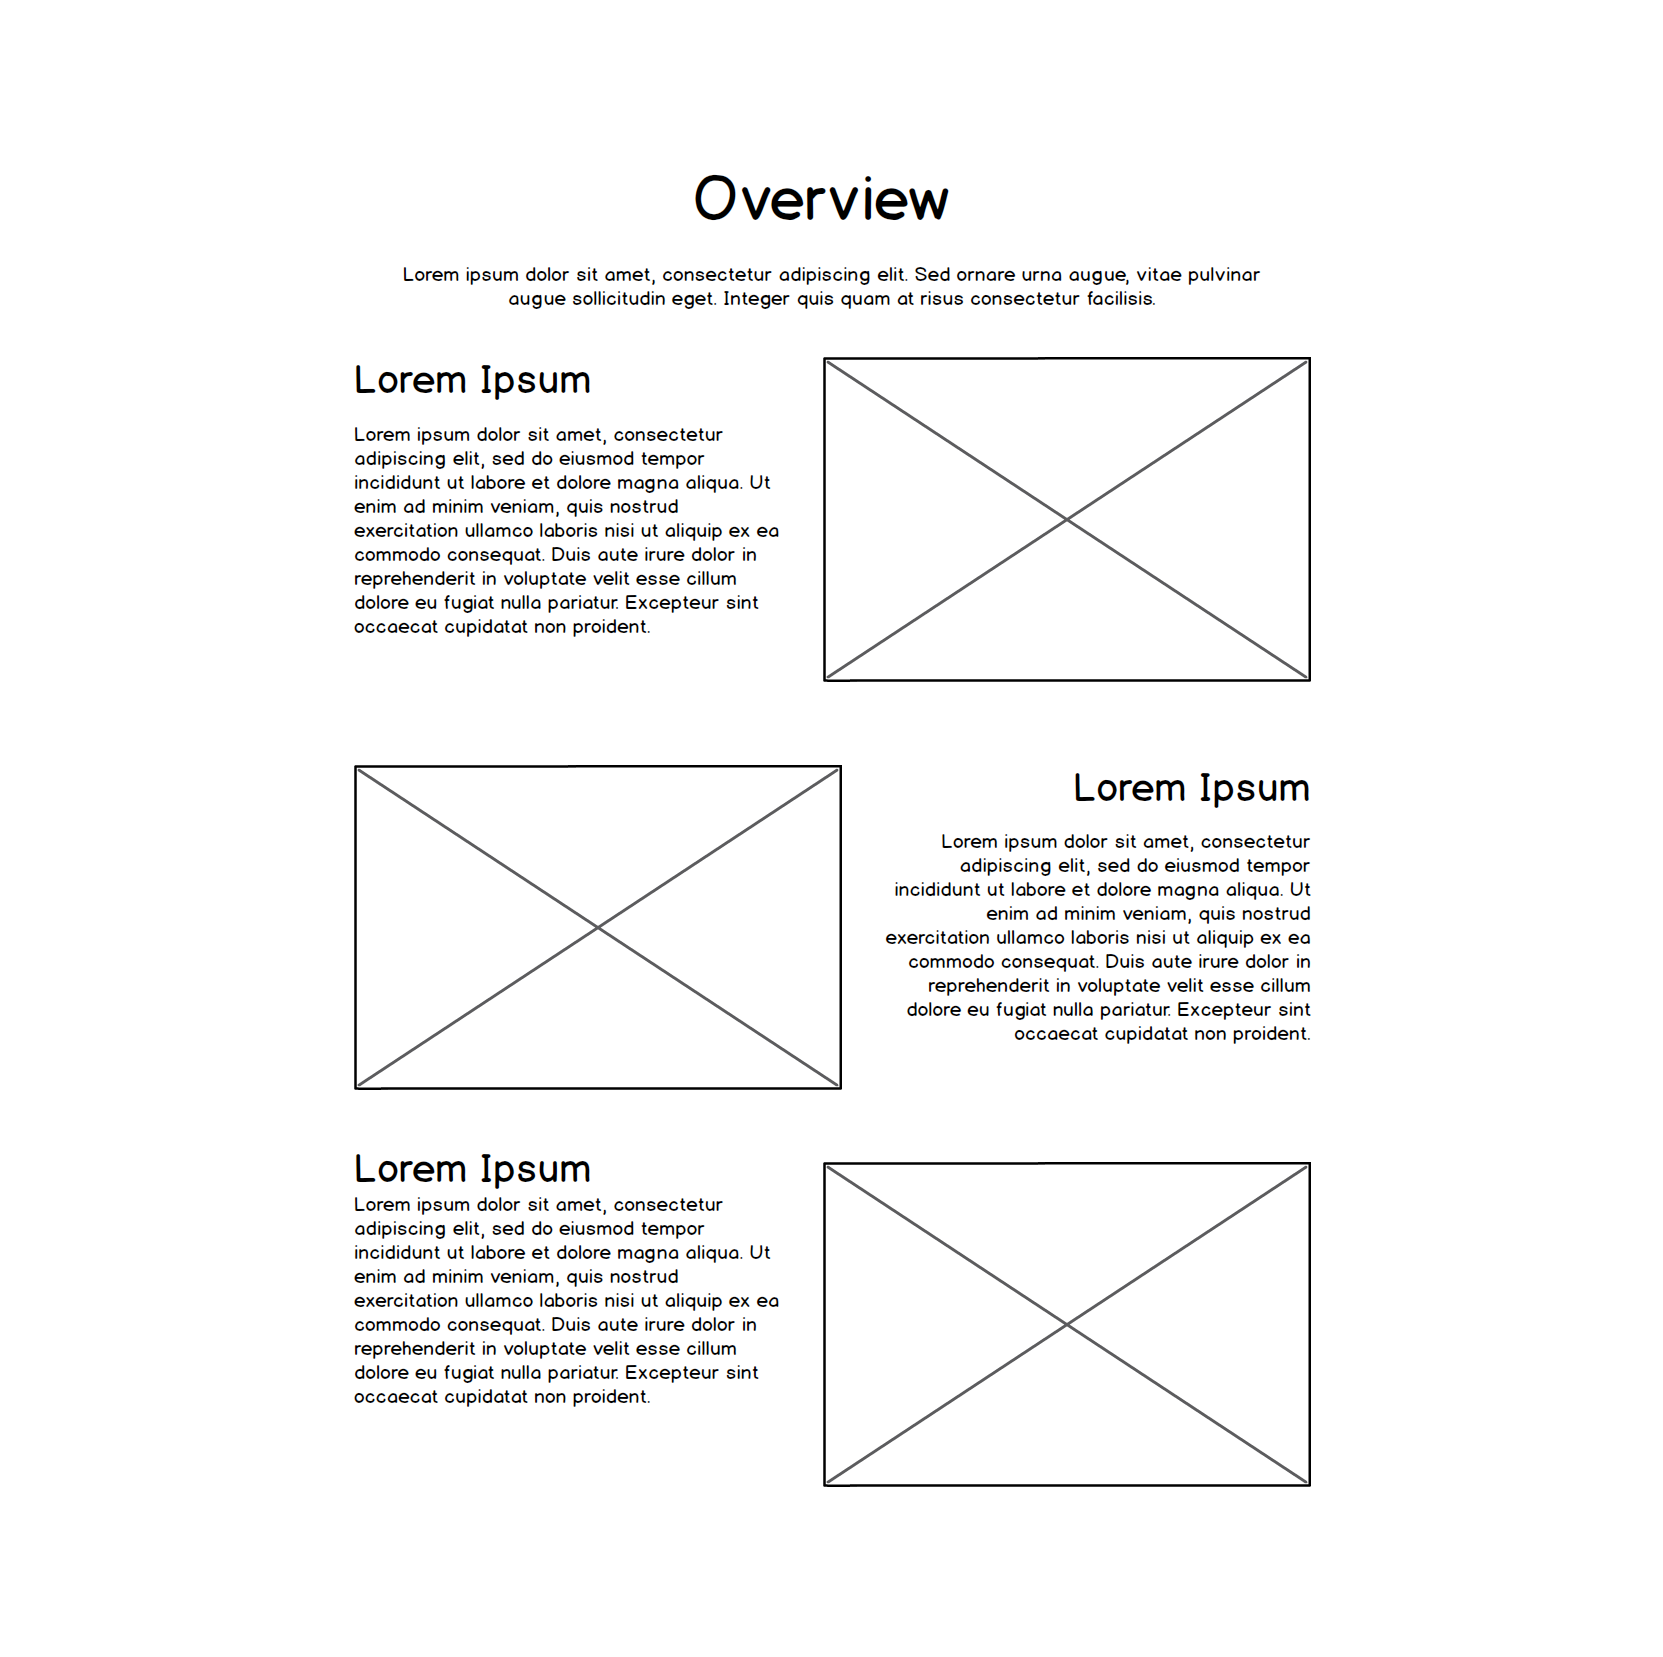 Overview
Lorem ipsum dolor sit amet, consectetur adipiscing elit. Sed ornare urna augue, vitae pulvinar
augue sollicitudin eget. Integer quis quam at risus consectetur facilisis.
Lorem Ipsum
Lorem ipsum dolor sit amet, consectetur
adipiscing elit, sed do eiusmod tempor
incididunt ut labore et dolore magna aliqua. Ut
enim ad minim veniam, quis nostrud
exercitation ullamco laboris nisi ut aliquip ex ea
commodo consequat. Duis aute irure dolor in
reprehenderit in voluptate velit esse cillum
dolore eu fugiat nulla pariatur. Excepteur sint
occaecat cupidatat non proident.
Lorem Ipsum
Lorem ipsum dolor sit amet, consectetur
adipiscing elit, sed do eiusmod tempor
incididunt ut labore et dolore magna aliqua. Ut
enim ad minim veniam, quis nostrud
exercitation ullamco laboris nisi ut aliquip ex ea
commodo consequat. Duis aute irure dolor in
reprehenderit in voluptate velit esse cillum
dolore eu fugiat nulla pariatur. Excepteur sint
occaecat cupidatat non proident.
Lorem Ipsum
Lorem ipsum dolor sit amet, consectetur
adipiscing elit, sed do eiusmod tempor
incididunt ut labore et dolore magna aliqua. Ut
enim ad minim veniam, quis nostrud
exercitation ullamco laboris nisi ut aliquip ex ea
commodo consequat. Duis aute irure dolor in
reprehenderit in voluptate velit esse cillum
dolore eu fugiat nulla pariatur. Excepteur sint
occaecat cupidatat non proident.